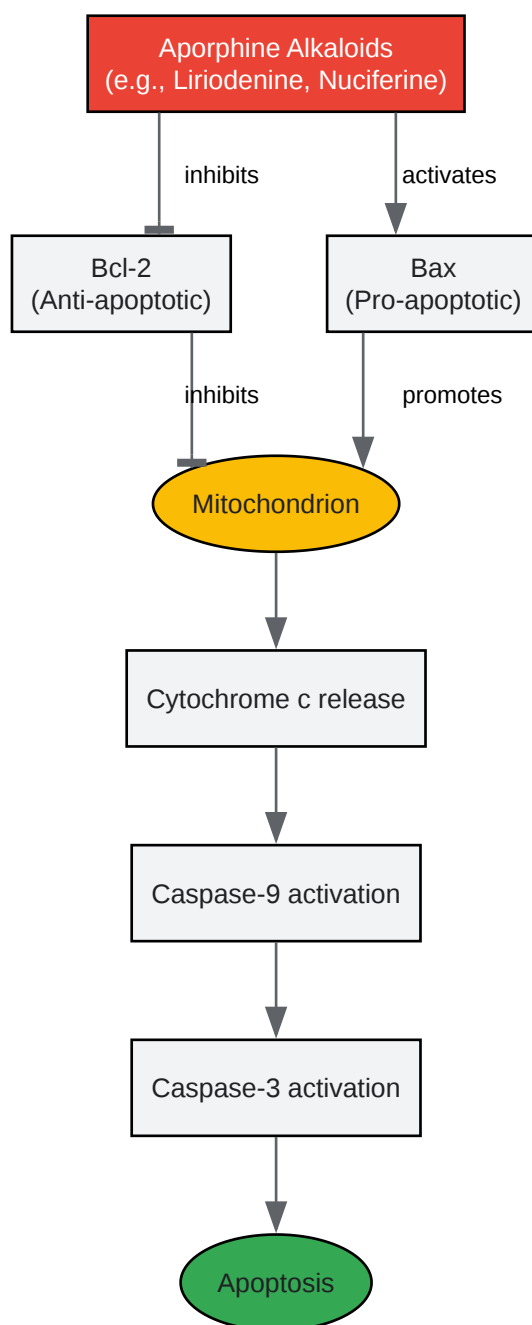 Aporphine Alkaloids
(e.g., Liriodenine, Nuciferine)
inhibits
activates
Bcl-2
(Anti-apoptotic)
Bax
(Pro-apoptotic)
inhibits
promotes
Mitochondrion
Cytochrome c release
Caspase-9 activation
Caspase-3 activation
Apoptosis